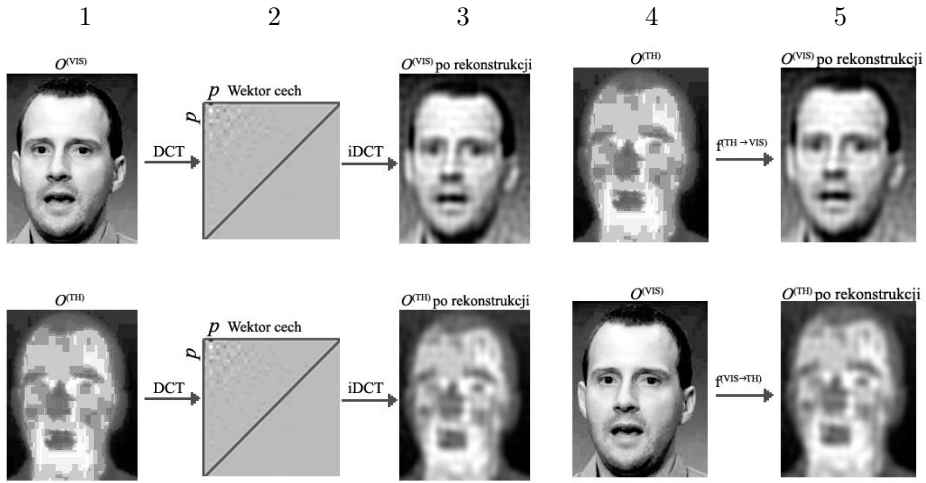 1 2 3 4 5
O(VIS)
p Wektor cech
p
DCT
iDCT
O(VIS) po rekonstrukcji
O(TH)
f(TH→VIS)
O(VIS) po rekonstrukcji
O(TH)
p Wektor cech
p
DCT
iDCT
O(TH) po rekonstrukcji
O(VIS)
f(VIS→TH)
O(TH) po rekonstrukcji